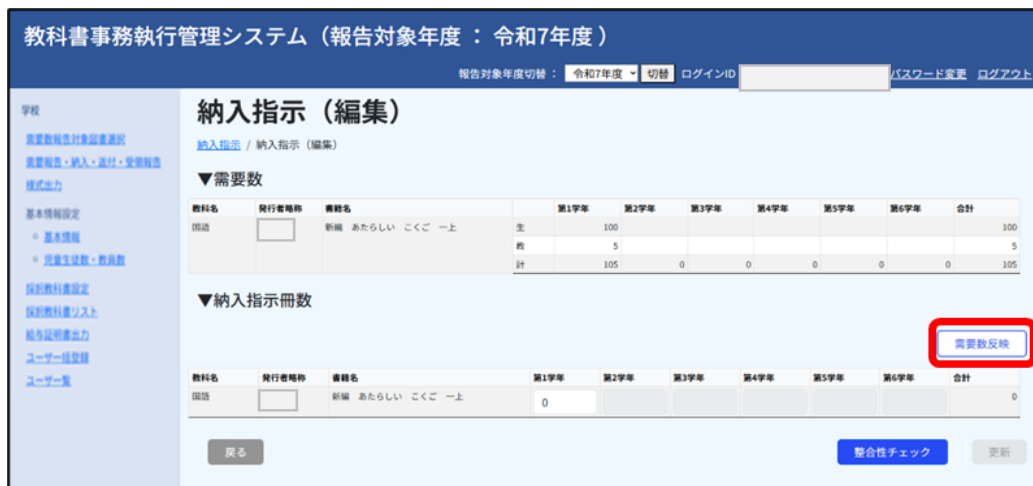 教科書事務執行管理システム（報告対象年度 ： 令和7年度 ）
報告対象年度切替 ： 令和7年度 切替 ログインID パスワード変更 ログアウト
学校
需要数報告対象図書選択
需要報告・納入・返付・受領報告
様式出力
基本情報設定
基本情報
児童生徒数・教員数
採択教科書設定
採択教科書リスト
給与証明書出力
ユーザ一括登録
ユーザ一覧
納入指示（編集）
納入指示 / 納入指示（編集）
▼需要数
教科名 発行者略称 書籍名 第1学年 第2学年 第3学年 第4学年 第5学年 第6学年 合計
国語 新編 あたらしい こくご 一上 生 100 100
教 5 5
計 105 0 0 0 0 0 105
▼納入指示冊数
需要数反映
教科名 発行者略称 書籍名 第1学年 第2学年 第3学年 第4学年 第5学年 第6学年 合計
国語 新編 あたらしい こくご 一上 0 0
戻る 整合性チェック 更新